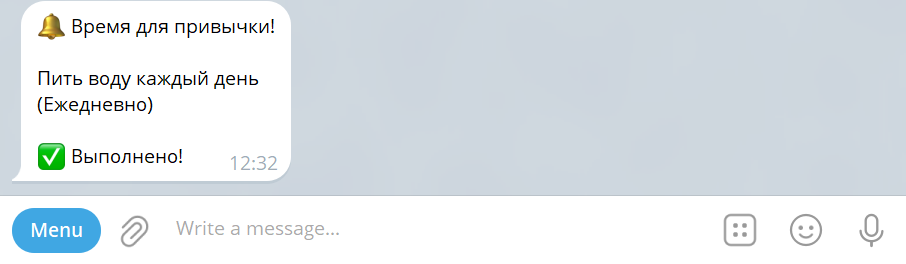 🔔 Время для привычки!
Пить воду каждый день
(Ежедневно)
✅ Выполнено!
12:32
Menu
Write a message...